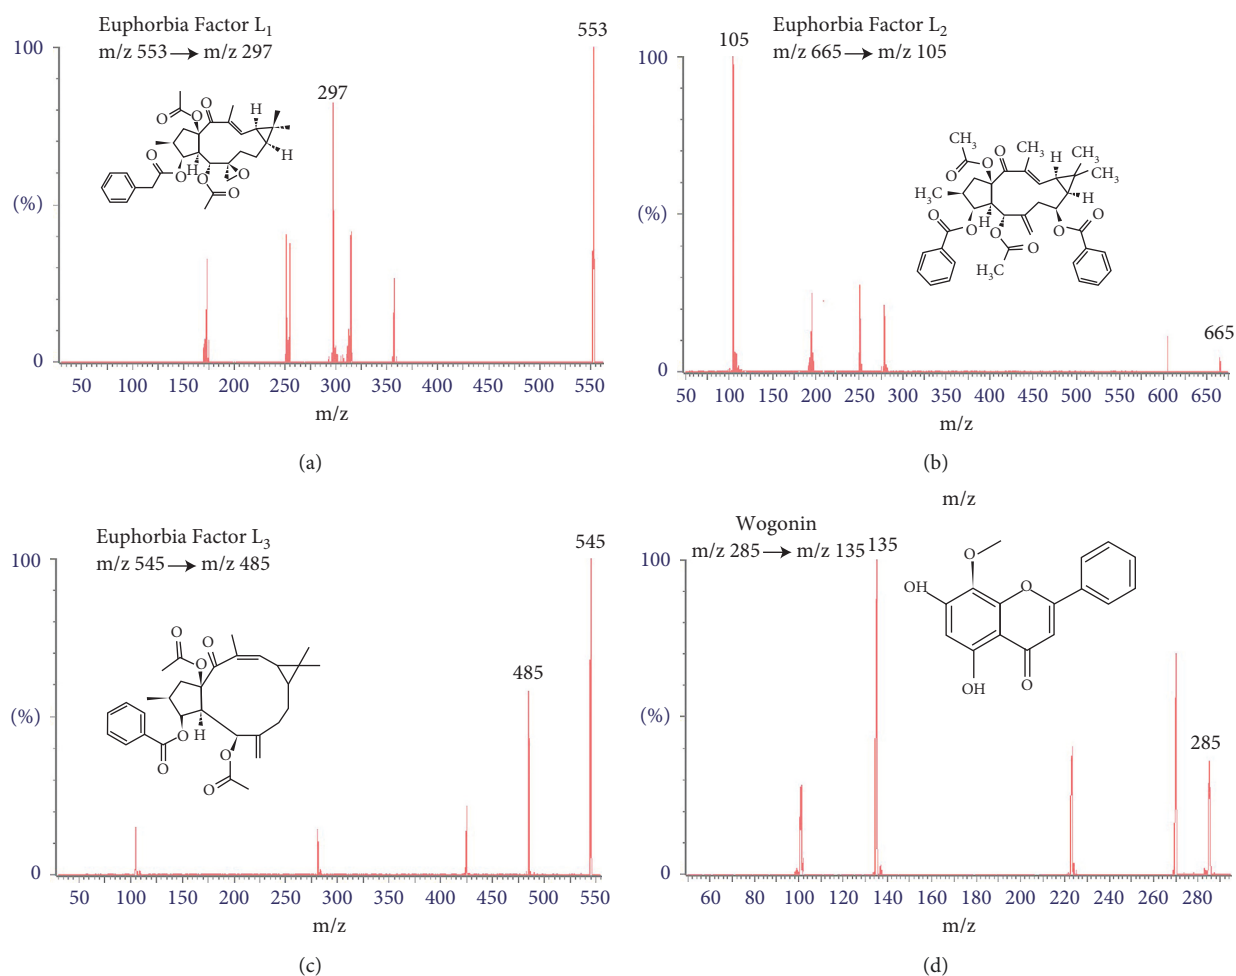 Euphorbia Factor L₁
m/z 553 → m/z 297
553
100
297
(%)
0
O
O
O
H
H
O
O
H
O
O
O
50 100 150 200 250 300 350 400 450 500 550
m/z
(a)
Euphorbia Factor L₂
m/z 665 → m/z 105
105
100
(%)
0
665
CH₃
O
O
O
CH₃
H
CH₃
CH₃
CH₃
H
O
O
H
O
O
H₃C
O
O
50 100 150 200 250 300 350 400 450 500 550 600 650
m/z
(b)
m/z
Euphorbia Factor L₃
m/z 545 → m/z 485
545
100
485
(%)
0
O
O
O
O
O
H
O
O
50 100 150 200 250 300 350 400 450 500 550
m/z
(c)
Wogonin
m/z 285 → m/z 135
135
100
(%)
0
285
O
OH
O
OH
O
60 80 100 120 140 160 180 200 220 240 260 280
m/z
(d)